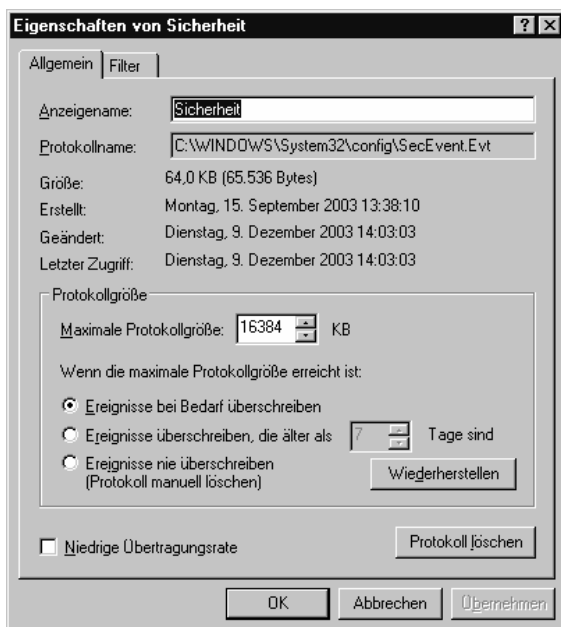 Eigenschaften von Sicherheit
Allgemein Filter
Anzeigename: Sicherheit
Protokollname: C:\WINDOWS\System32\config\SecEvent.Evt
Größe: 64,0 KB (65.536 Bytes)
Erstellt: Montag, 15. September 2003 13:38:10
Geändert: Dienstag, 9. Dezember 2003 14:03:03
Letzter Zugriff: Dienstag, 9. Dezember 2003 14:03:03
Protokollgröße
Maximale Protokollgröße: 16384 KB
Wenn die maximale Protokollgröße erreicht ist:
Ereignisse bei Bedarf überschreiben
Ereignisse überschreiben, die älter als 7 Tage sind
Ereignisse nie überschreiben
(Protokoll manuell löschen)
Wiederherstellen
Niedrige Übertragungsrate
Protokoll löschen
OK Abbrechen Übernehmen